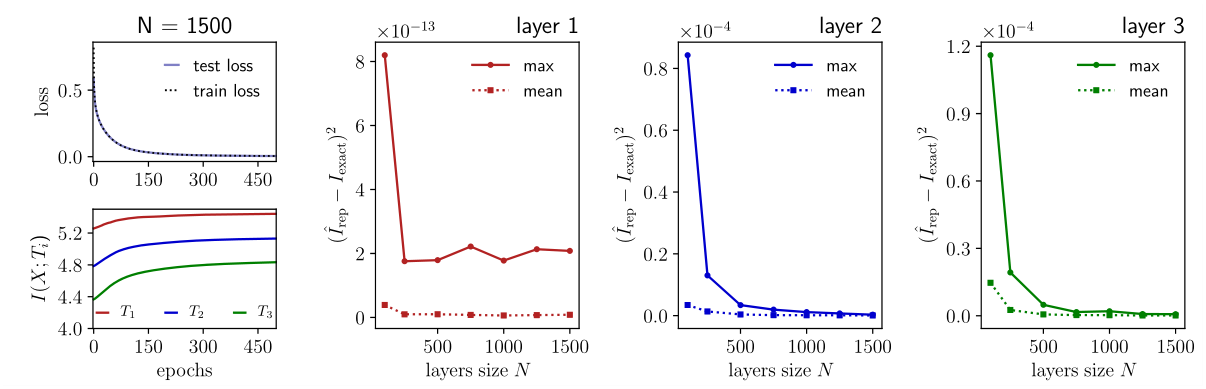 N = 1500
loss
0.5
0.0
test loss
train loss
0 150 300 450
I(X; T_i)
5.2
4.8
4.4
4.0
T_1 T_2 T_3
0 150 300 450
epochs
×10^{-13} layer 1
(Î_rep − I_exact)^2
8
6
4
2
0
max
mean
500 1000 1500
layers size N
×10^{-4} layer 2
(Î_rep − I_exact)^2
0.8
0.6
0.4
0.2
0.0
max
mean
500 1000 1500
layers size N
×10^{-4} layer 3
(Î_rep − I_exact)^2
1.2
0.9
0.6
0.3
0.0
max
mean
500 1000 1500
layers size N